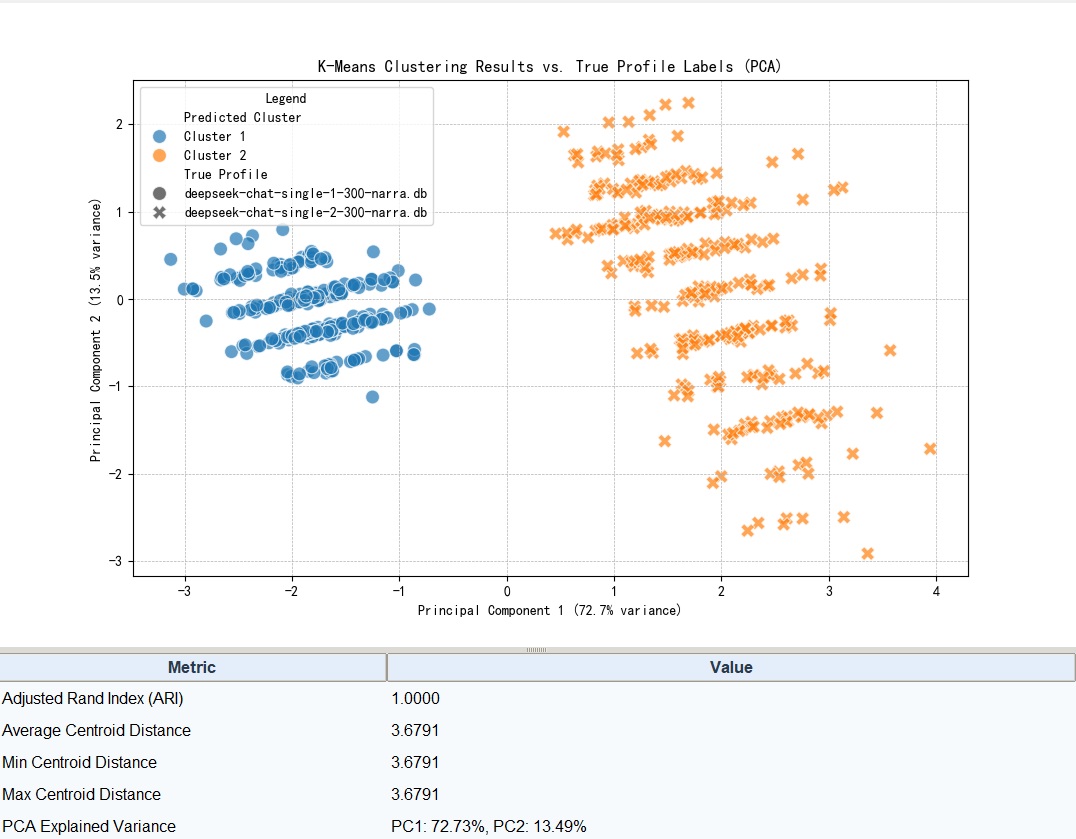 K-Means Clustering Results vs. True Profile Labels (PCA)
Legend
Predicted Cluster
Cluster 1
Cluster 2
True Profile
deepseek-chat-single-1-300-narra.db
deepseek-chat-single-2-300-narra.db
Principal Component 2 (13.5% variance)
2
1
0
−1
−2
−3
−3 −2 −1 0 1 2 3 4
Principal Component 1 (72.7% variance)
Metric Value
Adjusted Rand Index (ARI) 1.0000
Average Centroid Distance 3.6791
Min Centroid Distance 3.6791
Max Centroid Distance 3.6791
PCA Explained Variance PC1: 72.73%, PC2: 13.49%